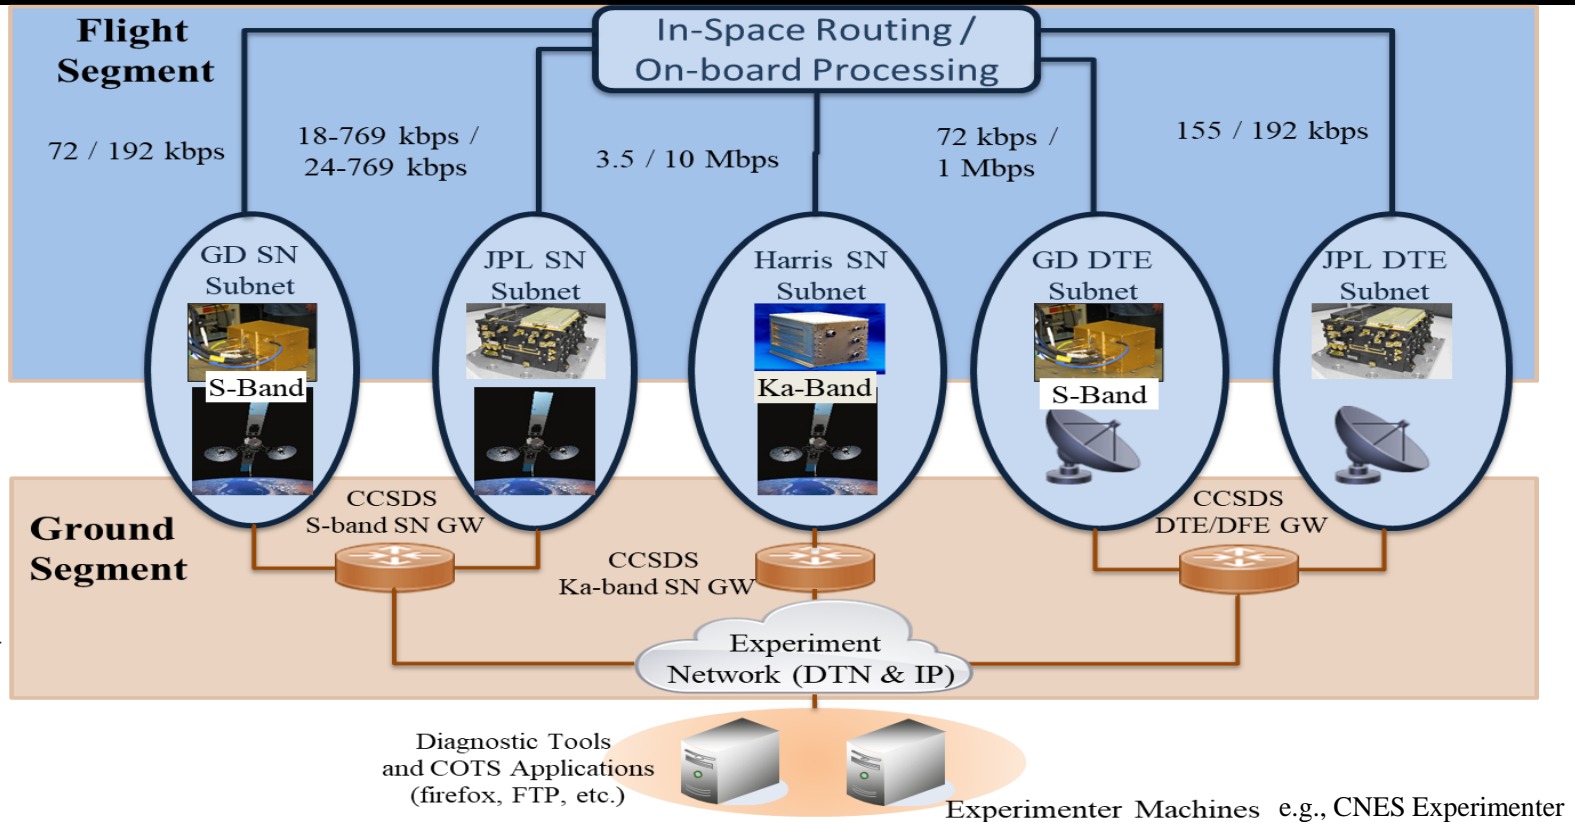 Flight
Segment
In-Space Routing /
On-board Processing
72 / 192 kbps
18-769 kbps /
24-769 kbps
3.5 / 10 Mbps
72 kbps /
1 Mbps
155 / 192 kbps
GD SN
Subnet
S-Band
JPL SN
Subnet
Harris SN
Subnet
Ka-Band
GD DTE
Subnet
S-Band
JPL DTE
Subnet
Ground
Segment
CCSDS
S-band SN GW
CCSDS
Ka-band SN GW
CCSDS
DTE/DFE GW
Experiment
Network (DTN & IP)
Diagnostic Tools
and COTS Applications
(firefox, FTP, etc.)
Experimenter Machines e.g., CNES Experimenter